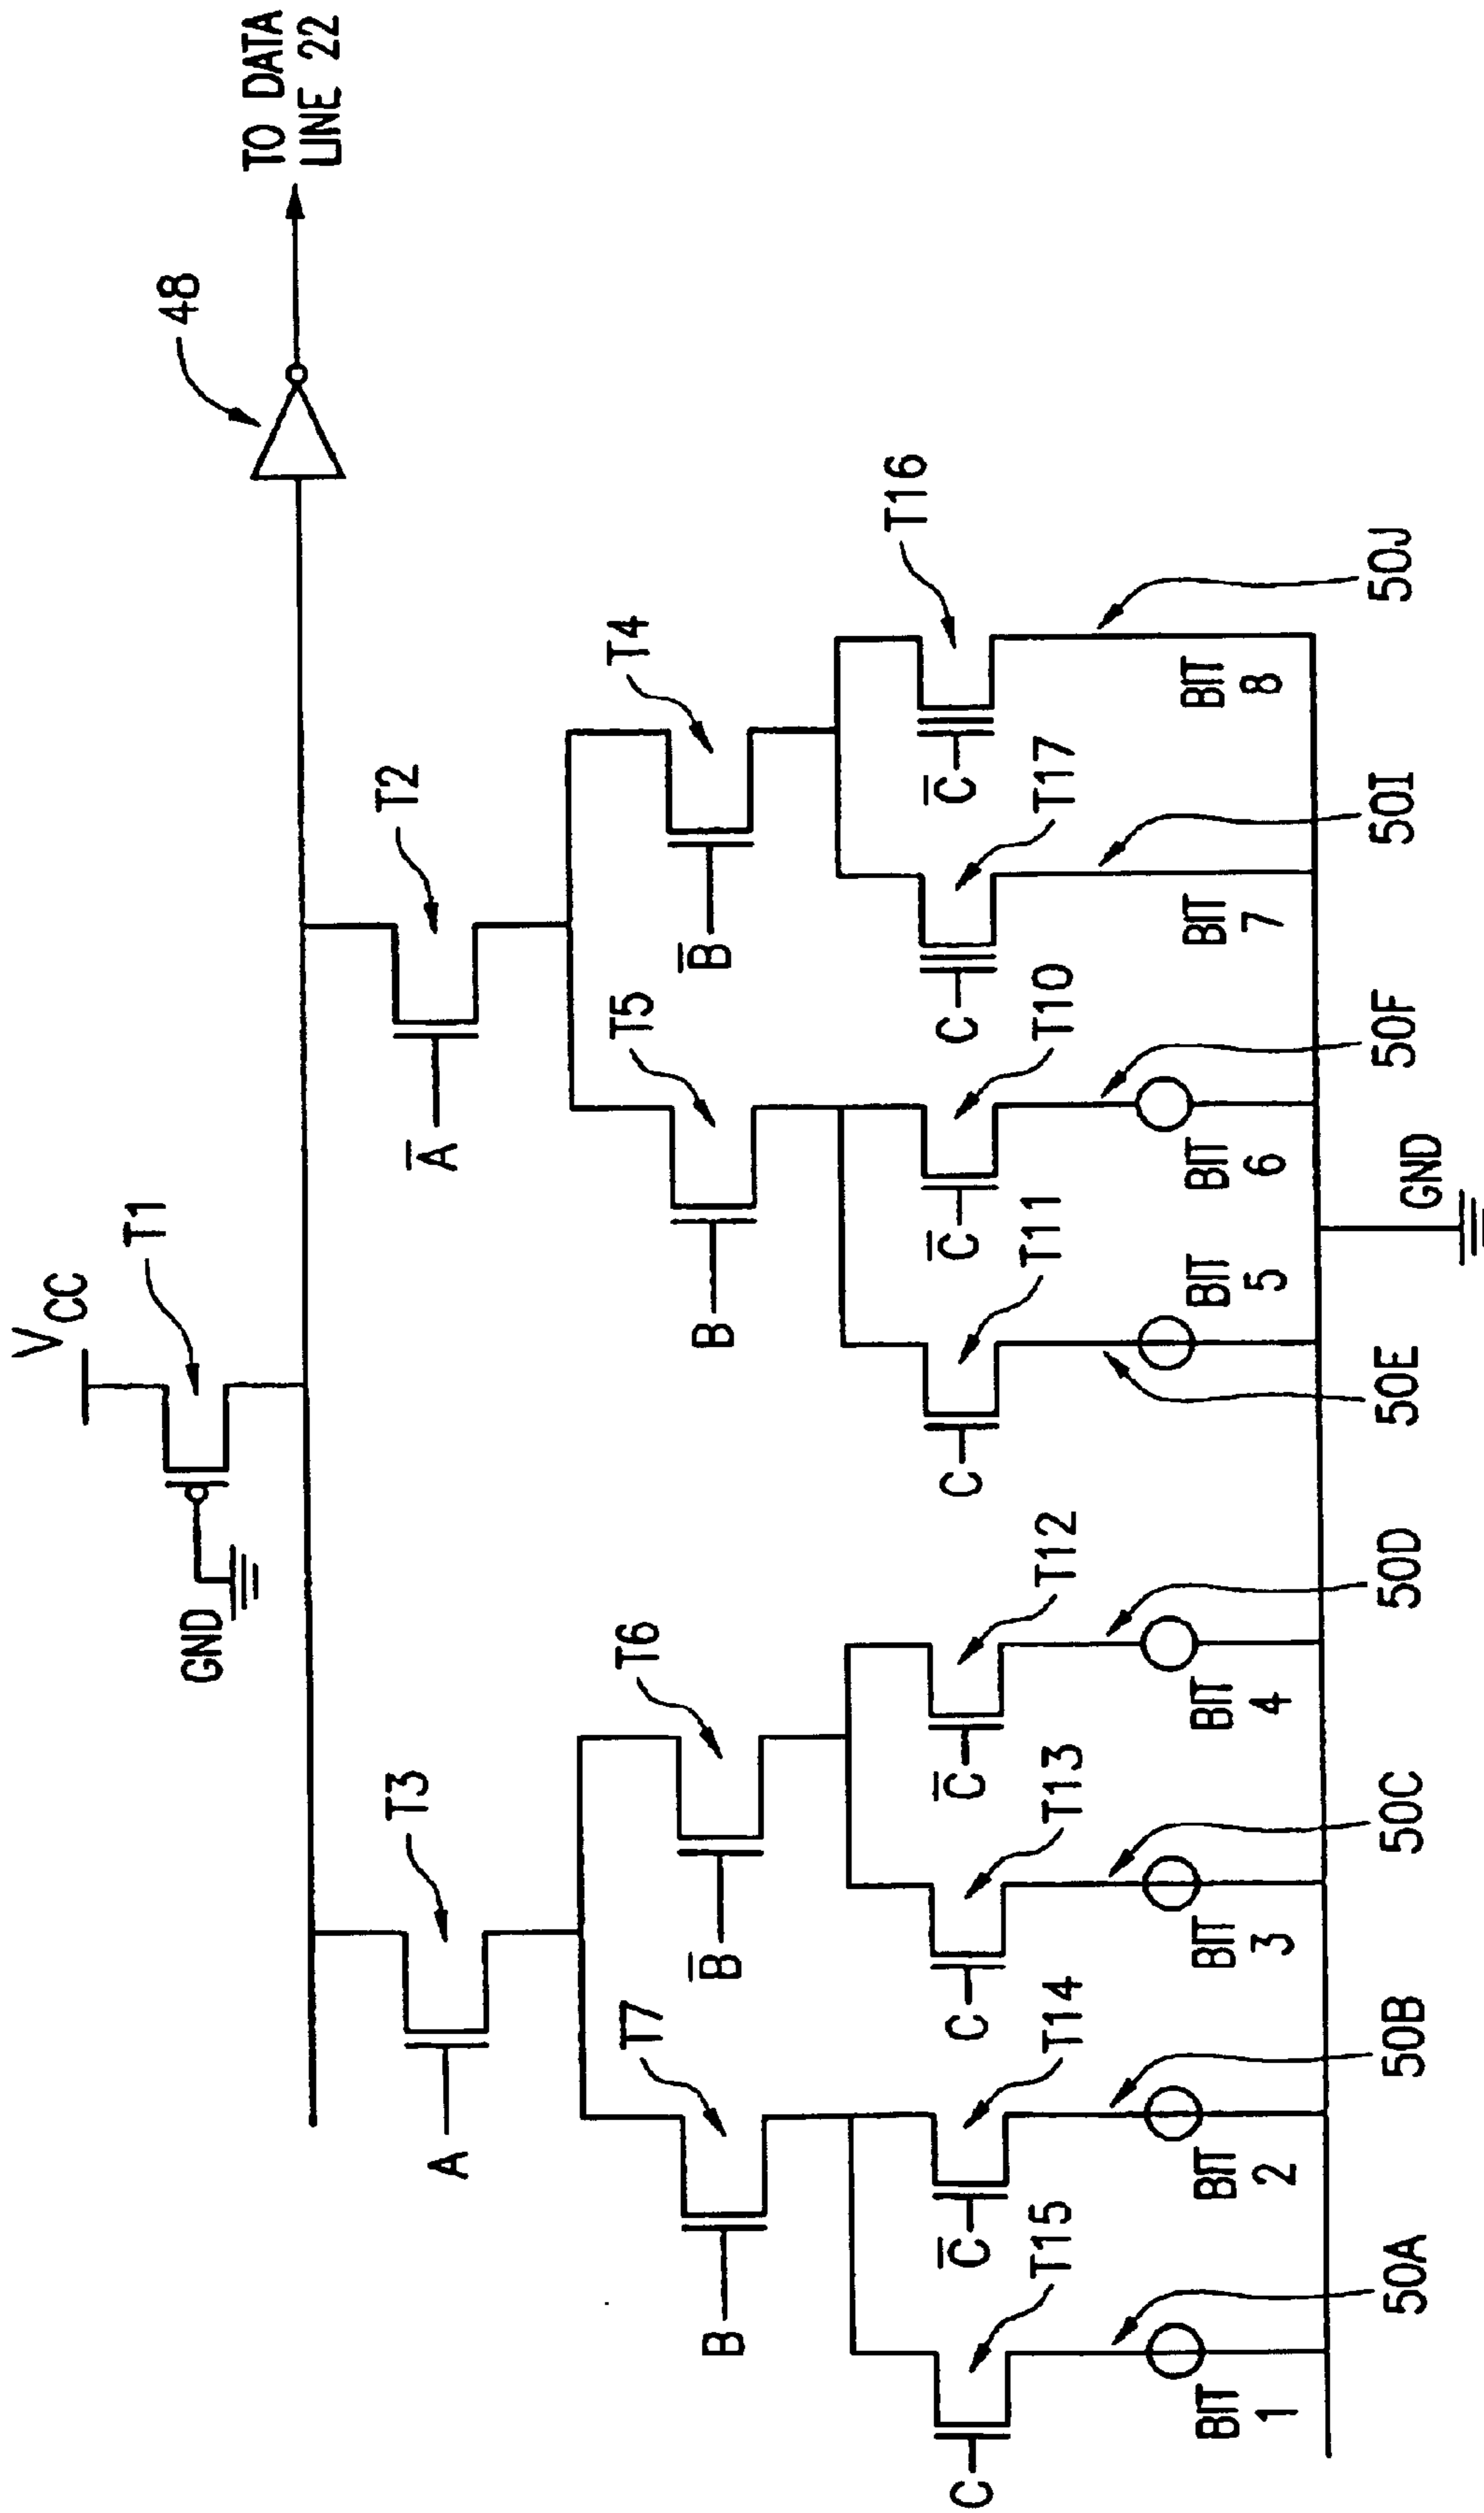 V̅CC
T1
GND
48
TO DATA
LINE 22
T3
A
T2
A̅
T7
B
T6
B̅
T5
B
T4
B̅
C
T15
C̅
T14
C
T13
C̅
T12
C
T11
C̅
T10
C
T17
C̅
T16
BIT
1
BIT
2
BIT
3
BIT
4
BIT
5
BIT
6
BIT
7
BIT
8
50A
50B
50C
50D
50E
GND
50F
50I
50J